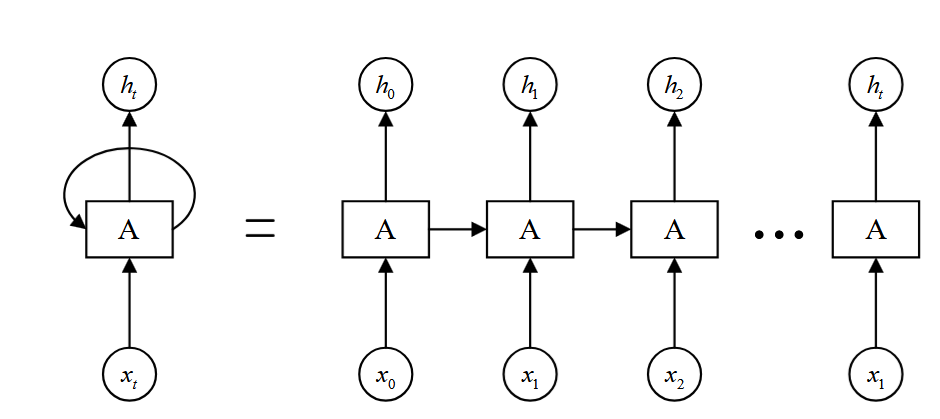 h_t h_0 h_1 h_2 h_t
A = A A A ... A
x_t x_0 x_1 x_2 x_1